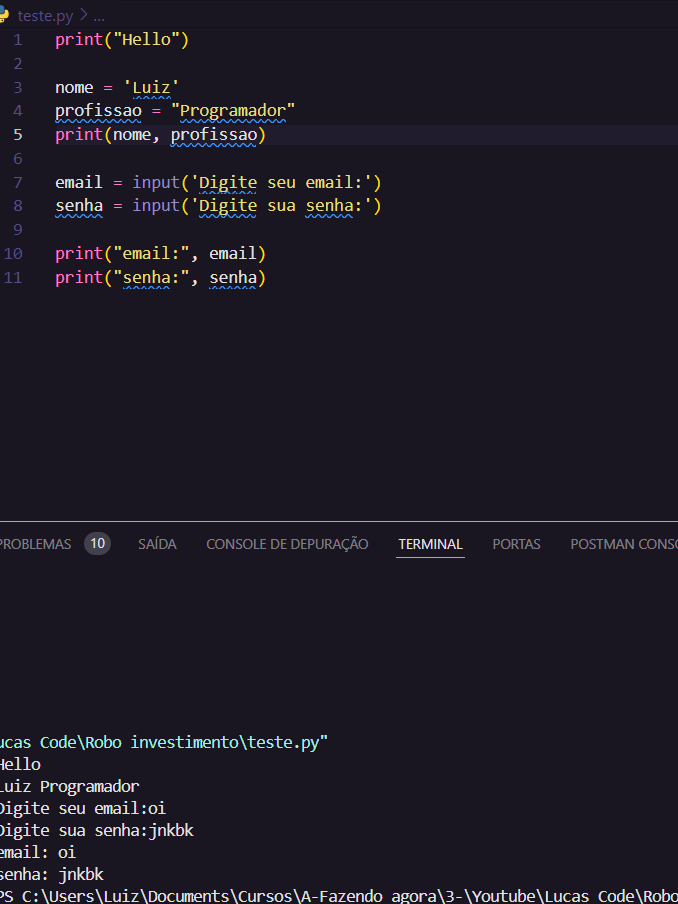 teste.py > ...
1 print("Hello")
2
3 nome = 'Luiz'
4 profissao = "Programador"
5 print(nome, profissao)
6
7 email = input('Digite seu email:')
8 senha = input('Digite sua senha:')
9
10 print("email:", email)
11 print("senha:", senha)
PROBLEMAS 10 SAÍDA CONSOLE DE DEPURAÇÃO TERMINAL PORTAS POSTMAN CONSO
ucas Code\Robo investimento\teste.py"
Hello
Luiz Programador
Digite seu email:oi
Digite sua senha:jnkbk
email: oi
senha: jnkbk
PS C:\Users\Luiz\Documents\Cursos\A-Fazendo agora\3-\Youtube\Lucas Code\Robo